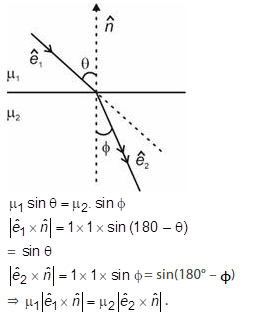 n̂
θ
ê₁
μ₁
μ₂
ϕ
ê₂
μ₁ sin θ = μ₂. sin ϕ
|ê₁ × n̂| = 1 × 1 × sin (180 – θ)
= sin θ
|ê₂ × n̂| = 1 × 1 × sin ϕ = sin(180° – ϕ)
⇒ μ₁|ê₁ × n̂| = μ₂|ê₂ × n̂| .